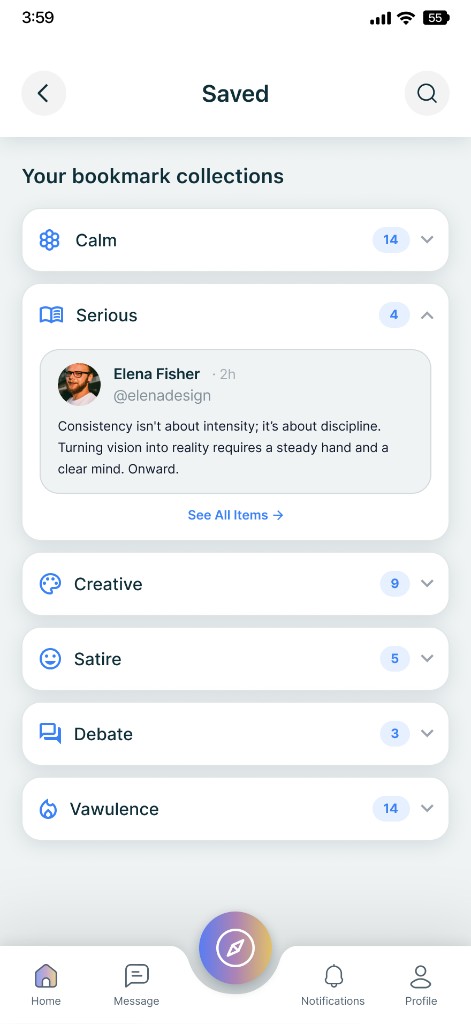 3:59
55
Saved
Your bookmark collections
Calm
14
Serious
4
Elena Fisher · 2h
@elenadesign
Consistency isn't about intensity; it's about discipline.
Turning vision into reality requires a steady hand and a
clear mind. Onward.
See All Items →
Creative
9
Satire
5
Debate
3
Vawulence
14
Home
Message
Notifications
Profile